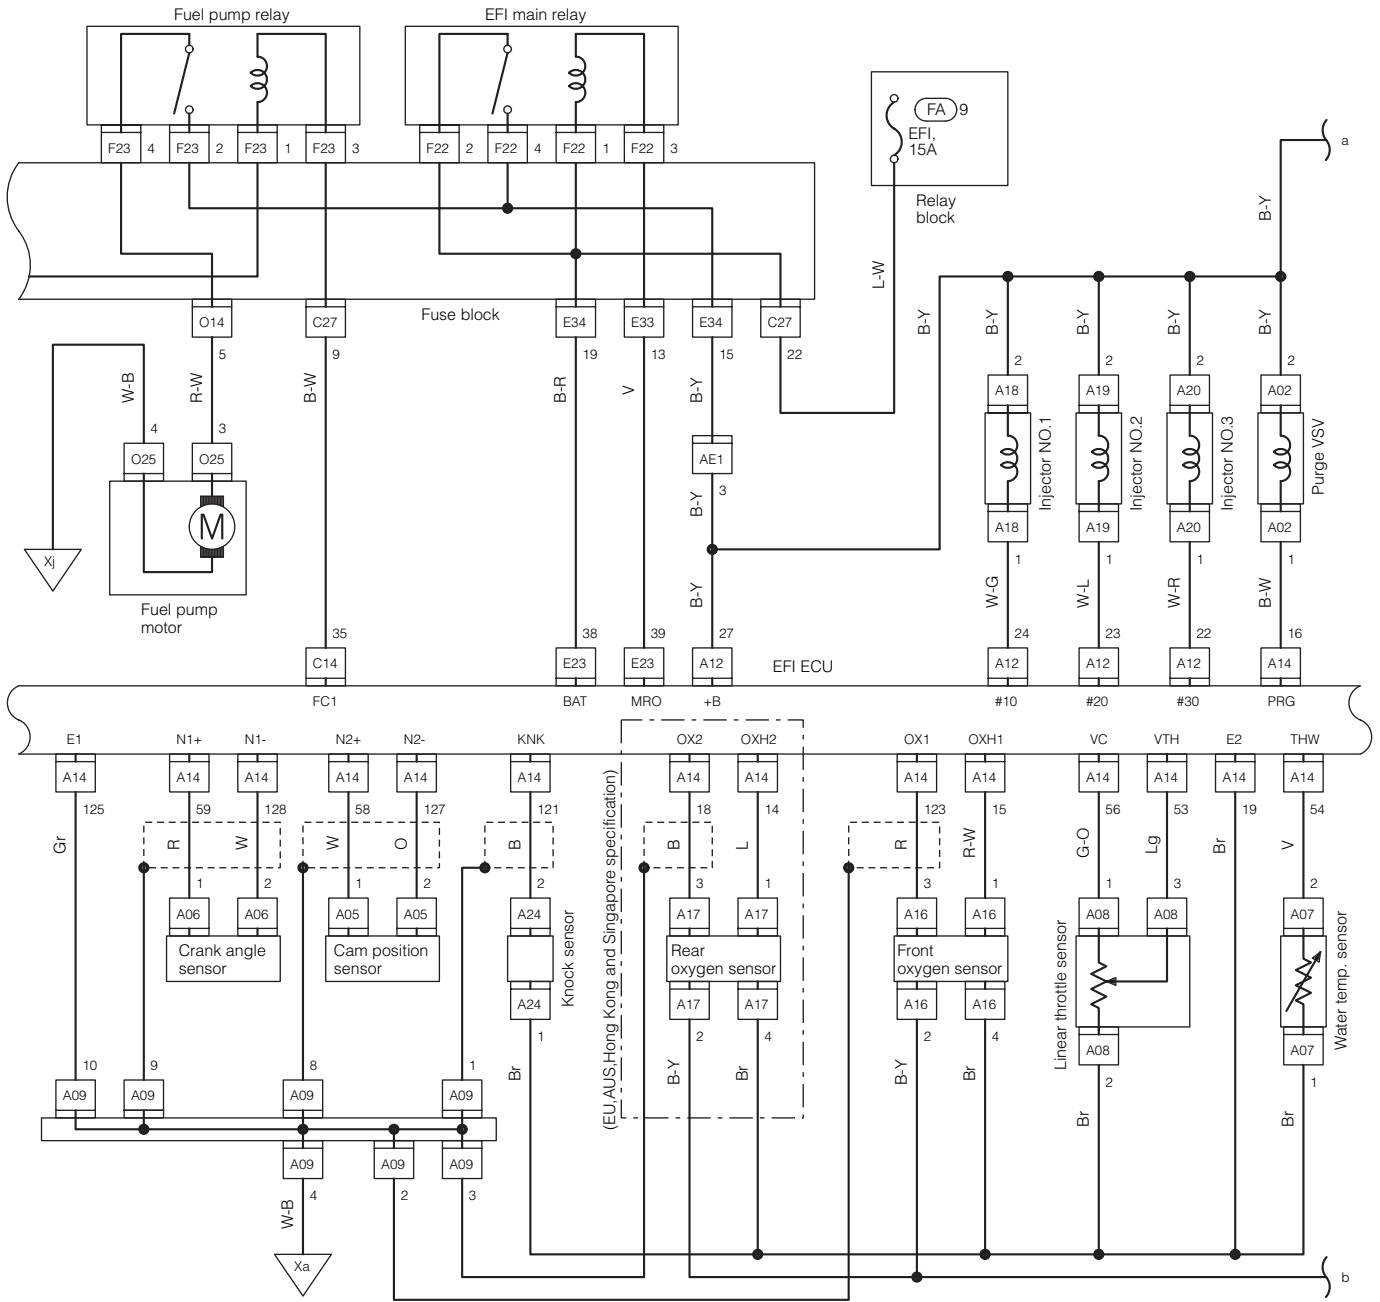 Fuel pump relay
EFI main relay
FA 9
EFI,
15A
Relay
block
a
F23 4 F23 2 F23 1 F23 3
F22 2 F22 4 F22 1 F22 3
Fuse block
L-W
B-Y
O14 C27 E34 E33 E34 C27
5 9 19 13 15 22
W-B R-W B-W B-R V B-Y B-Y B-Y B-Y B-Y B-Y
2 2 2 2
A18 A19 A20 A02
4 3
O25 O25
AE1
3
B-Y
Injector NO.1
Injector NO.2
Injector NO.3
Purge VSV
A18 A19 A20 A02
1 1 1 1
M
Xj
Fuel pump
motor
B-Y W-G W-L W-R B-W
35 38 39 27 24 23 22 16
C14 E23 E23 A12 A12 A12 A12 A14
EFI ECU
FC1 BAT MRO +B #10 #20 #30 PRG
E1 N1+ N1- N2+ N2- KNK OX2 OXH2 OX1 OXH1 VC VTH E2 THW
A14 A14 A14 A14 A14 A14 A14 A14 A14 A14 A14 A14 A14 A14
125 59 128 58 127 121 18 14 123 15 56 53 19 54
Gr R W W O B B L R R-W G-O Lg Br V
1 2 1 2 2 3 1 3 1 1 3 2
A06 A06 A05 A05 A24 A17 A17 A16 A16 A08 A08 A07
Crank angle
sensor
Cam position
sensor
Knock sensor
(EU,AUS,Hong Kong and Singapore specification)
Rear
oxygen sensor
Front
oxygen sensor
Linear throttle sensor
Water temp. sensor
A24 A17 A17 A16 A16 A08 A07
1 2 4 2 4 2 1
Br B-Y Br B-Y Br Br Br
10 9 8 1
A09 A09 A09 A09
A09 A09 A09
4 2 3
W-B
Xa
b